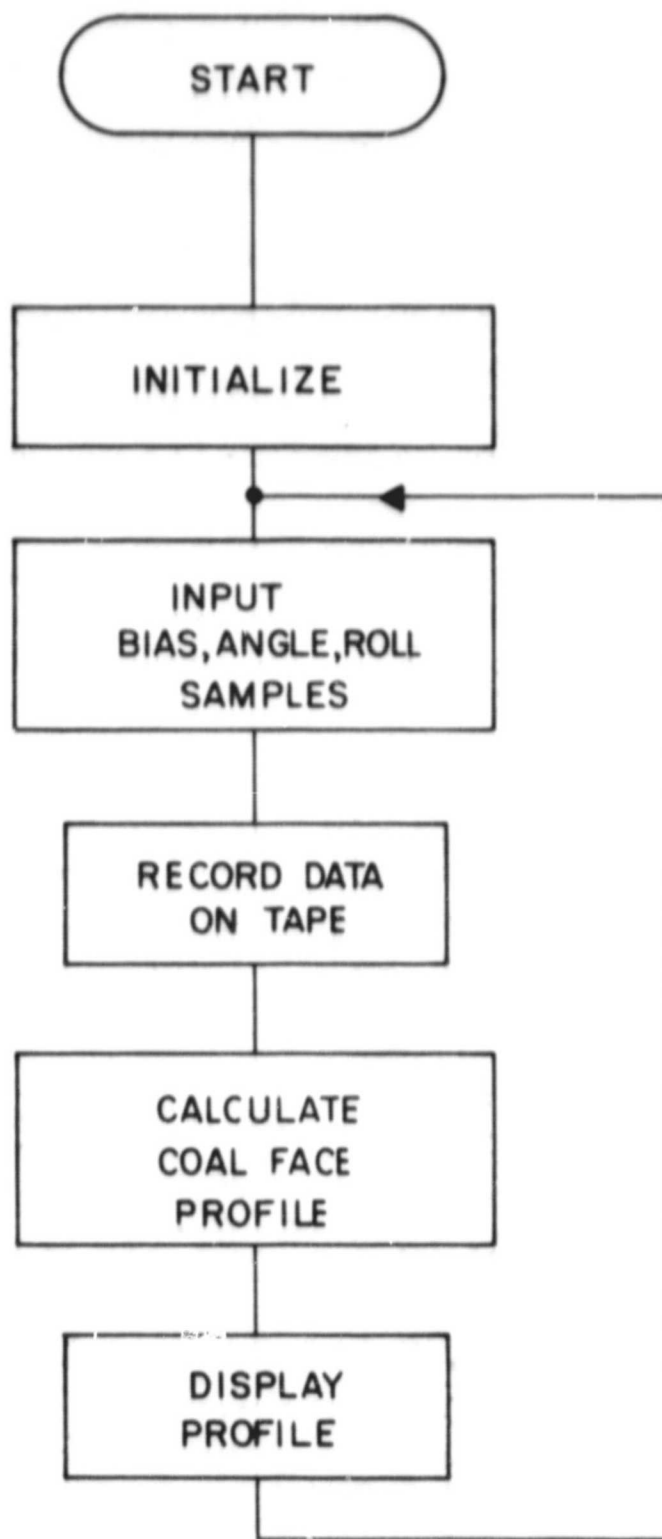 START
INITIALIZE
INPUT
BIAS, ANGLE, ROLL
SAMPLES
RECORD DATA
ON TAPE
CALCULATE
COAL FACE
PROFILE
DISPLAY
PROFILE